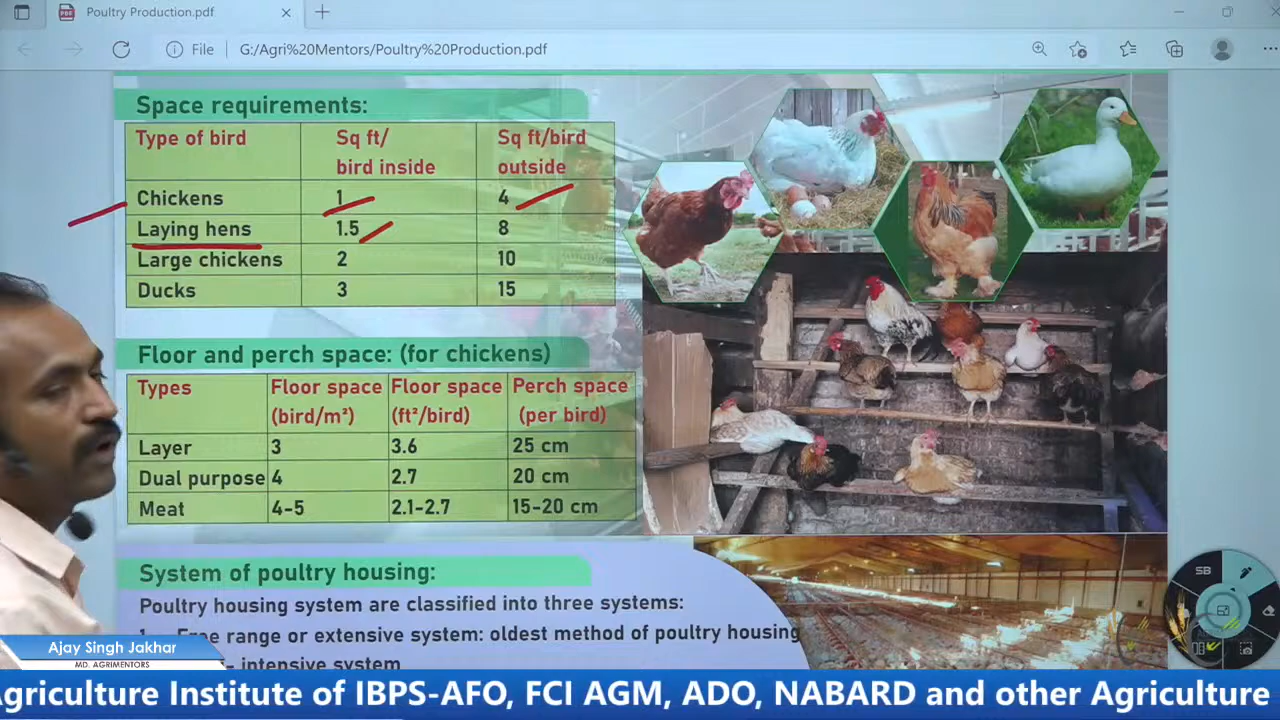 Poultry Production.pdf
File G:/Agri%20Mentors/Poultry%20Production.pdf
Space requirements:
Type of bird Sq ft/ bird inside Sq ft/bird outside
Chickens 1 4
Laying hens 1.5 8
Large chickens 2 10
Ducks 3 15
Floor and perch space: (for chickens)
Types Floor space (bird/m²) Floor space (ft²/bird) Perch space (per bird)
Layer 3 3.6 25 cm
Dual purpose 4 2.7 20 cm
Meat 4-5 2.1-2.7 15-20 cm
System of poultry housing:
Poultry housing system are classified into three systems:
Free range or extensive system: oldest method of poultry housing
- intensive system
SB
Ajay Singh Jakhar
MD. AGRIMENTORS
griculture Institute of IBPS-AFO, FCI AGM, ADO, NABARD and other Agriculture